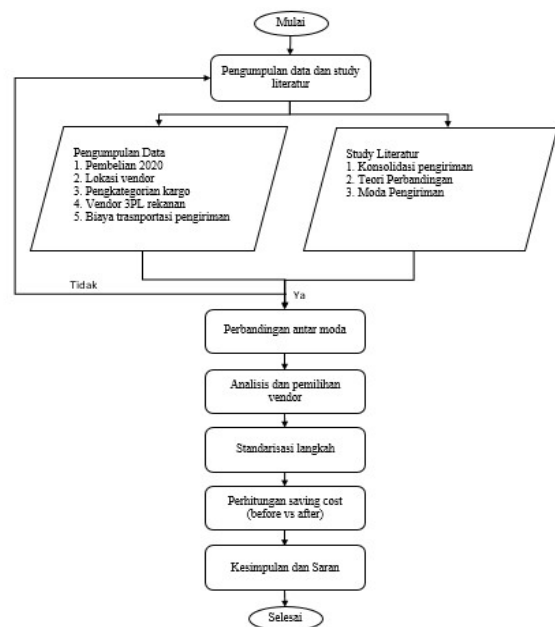 Mulai
Pengumpulan data dan study
literatur
Pengumpulan Data
1. Pembelian 2020
2. Lokasi vendor
3. Pengkategorian kargo
4. Vendor 3PL rekanan
5. Biaya trasnportasi pengiriman
Study Literatur
1. Konsolidasi pengiriman
2. Teori Perbandingan
3. Moda Pengiriman
Tidak
Ya
Perbandingan antar moda
Analisis dan pemilihan
vendor
Standarisasi langkah
Perhitungan saving cost
(before vs after)
Kesimpulan dan Saran
Selesai